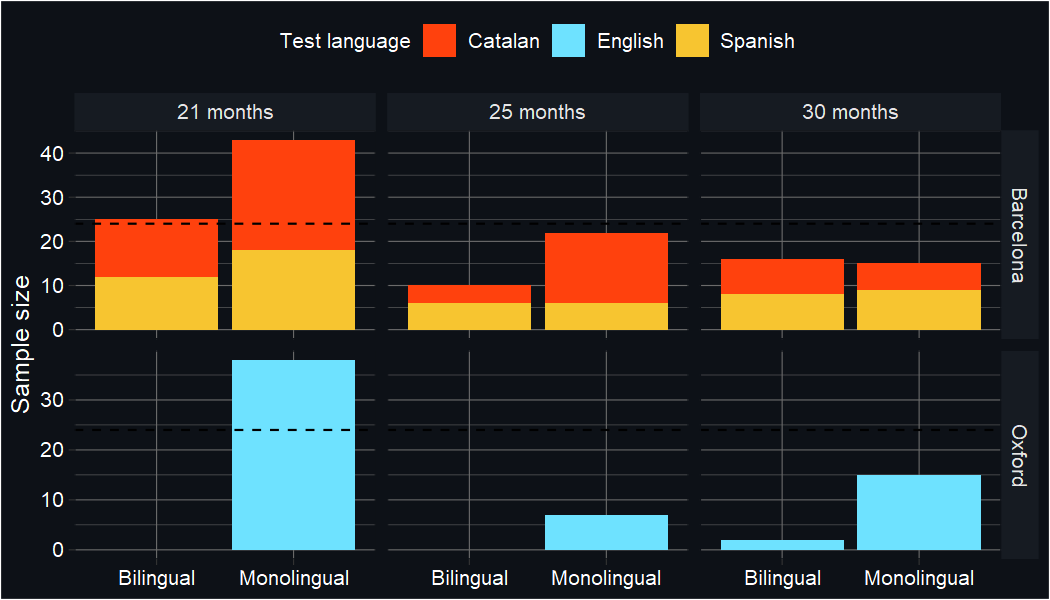 Test language Catalan English Spanish
21 months 25 months 30 months
40
30
20
10
0
Barcelona
Sample size
30
20
10
0
Oxford
Bilingual Monolingual Bilingual Monolingual Bilingual Monolingual